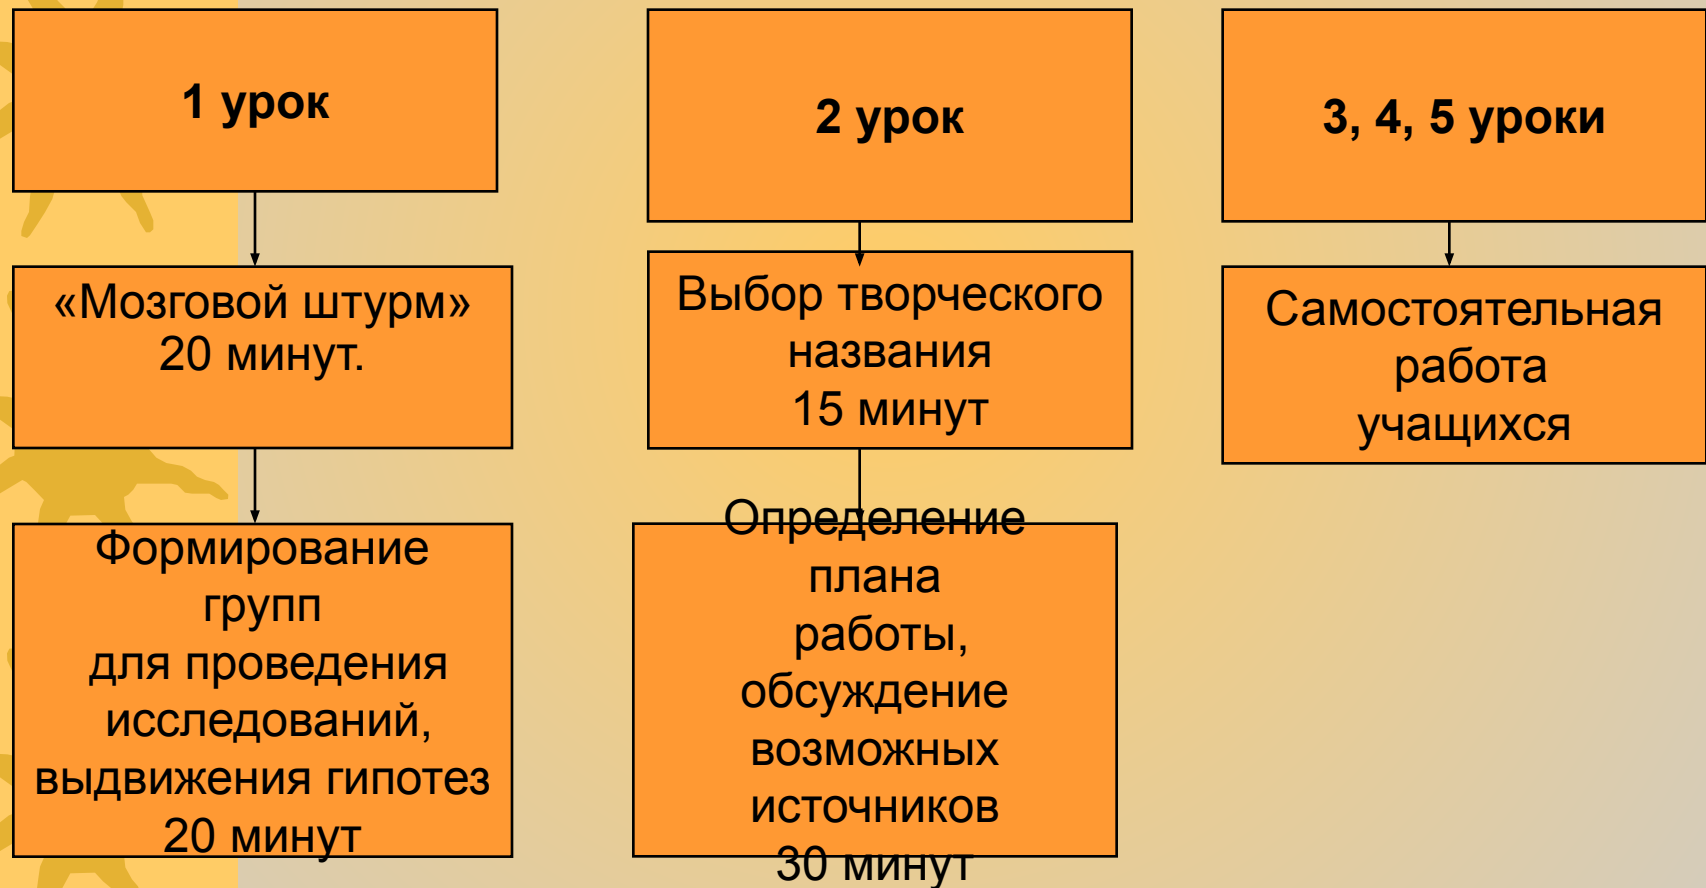 1 урок
«Мозговой штурм»
20 минут.
Формирование
групп
для проведения
исследований,
выдвижения гипотез
20 минут
2 урок
Выбор творческого
названия
15 минут
Определение
плана
работы,
обсуждение
возможных
источников
30 минут
3, 4, 5 уроки
Самостоятельная
работа
учащихся